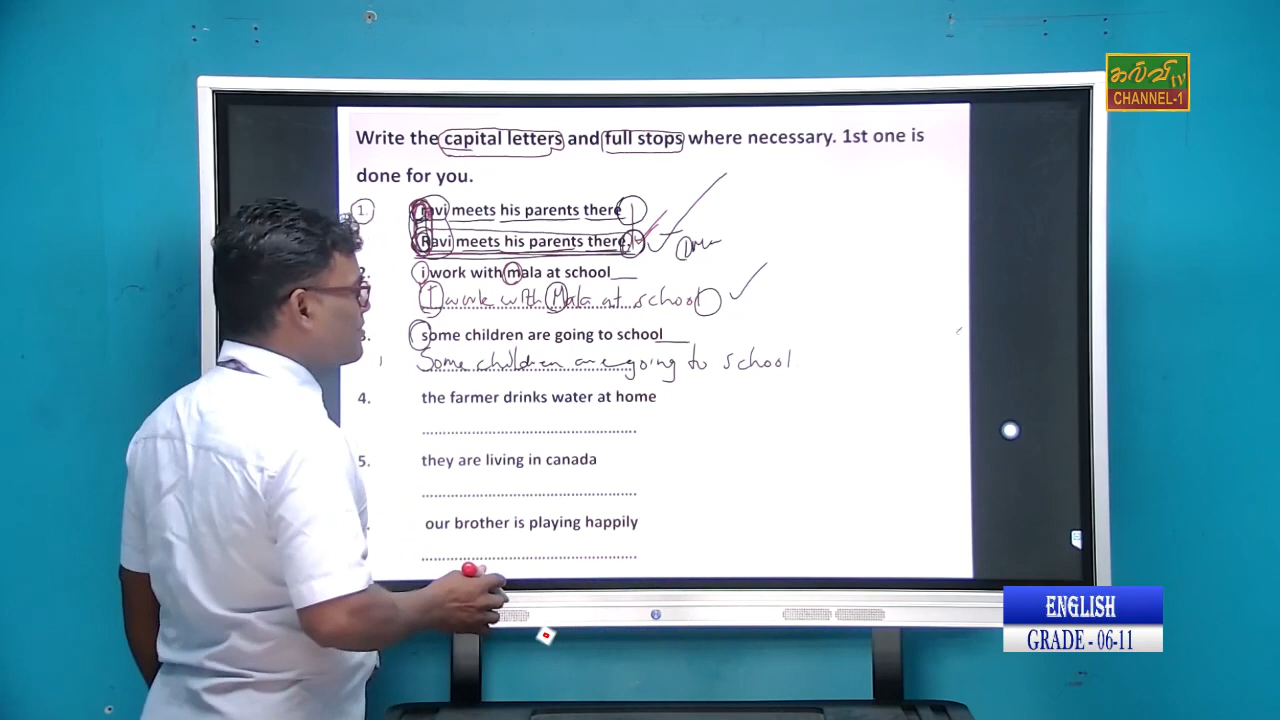 கல்வி TV
CHANNEL-1
Write the capital letters and full stops where necessary. 1st one is
done for you.
1. ravi meets his parents there
Ravi meets his parents there.
2. i work with mala at school
I work with Mala at school
3. some children are going to school
Some children are going to school
4. the farmer drinks water at home
5. they are living in canada
our brother is playing happily
ENGLISH
GRADE - 06-11